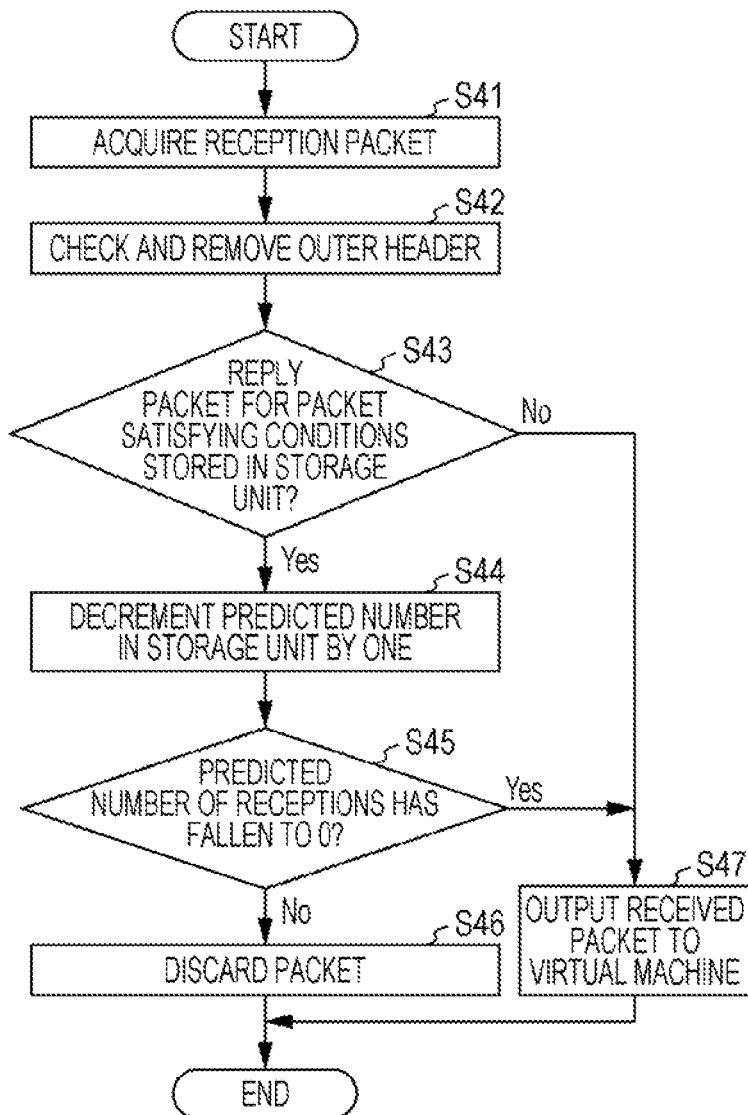 START
S41
ACQUIRE RECEPTION PACKET
S42
CHECK AND REMOVE OUTER HEADER
S43
REPLY
PACKET FOR PACKET
SATISFYING CONDITIONS
STORED IN STORAGE
UNIT?
No
Yes
S44
DECREMENT PREDICTED NUMBER
IN STORAGE UNIT BY ONE
S45
PREDICTED
NUMBER OF RECEPTIONS HAS
FALLEN TO 0?
Yes
No
S46
DISCARD PACKET
S47
OUTPUT RECEIVED
PACKET TO
VIRTUAL MACHINE
END